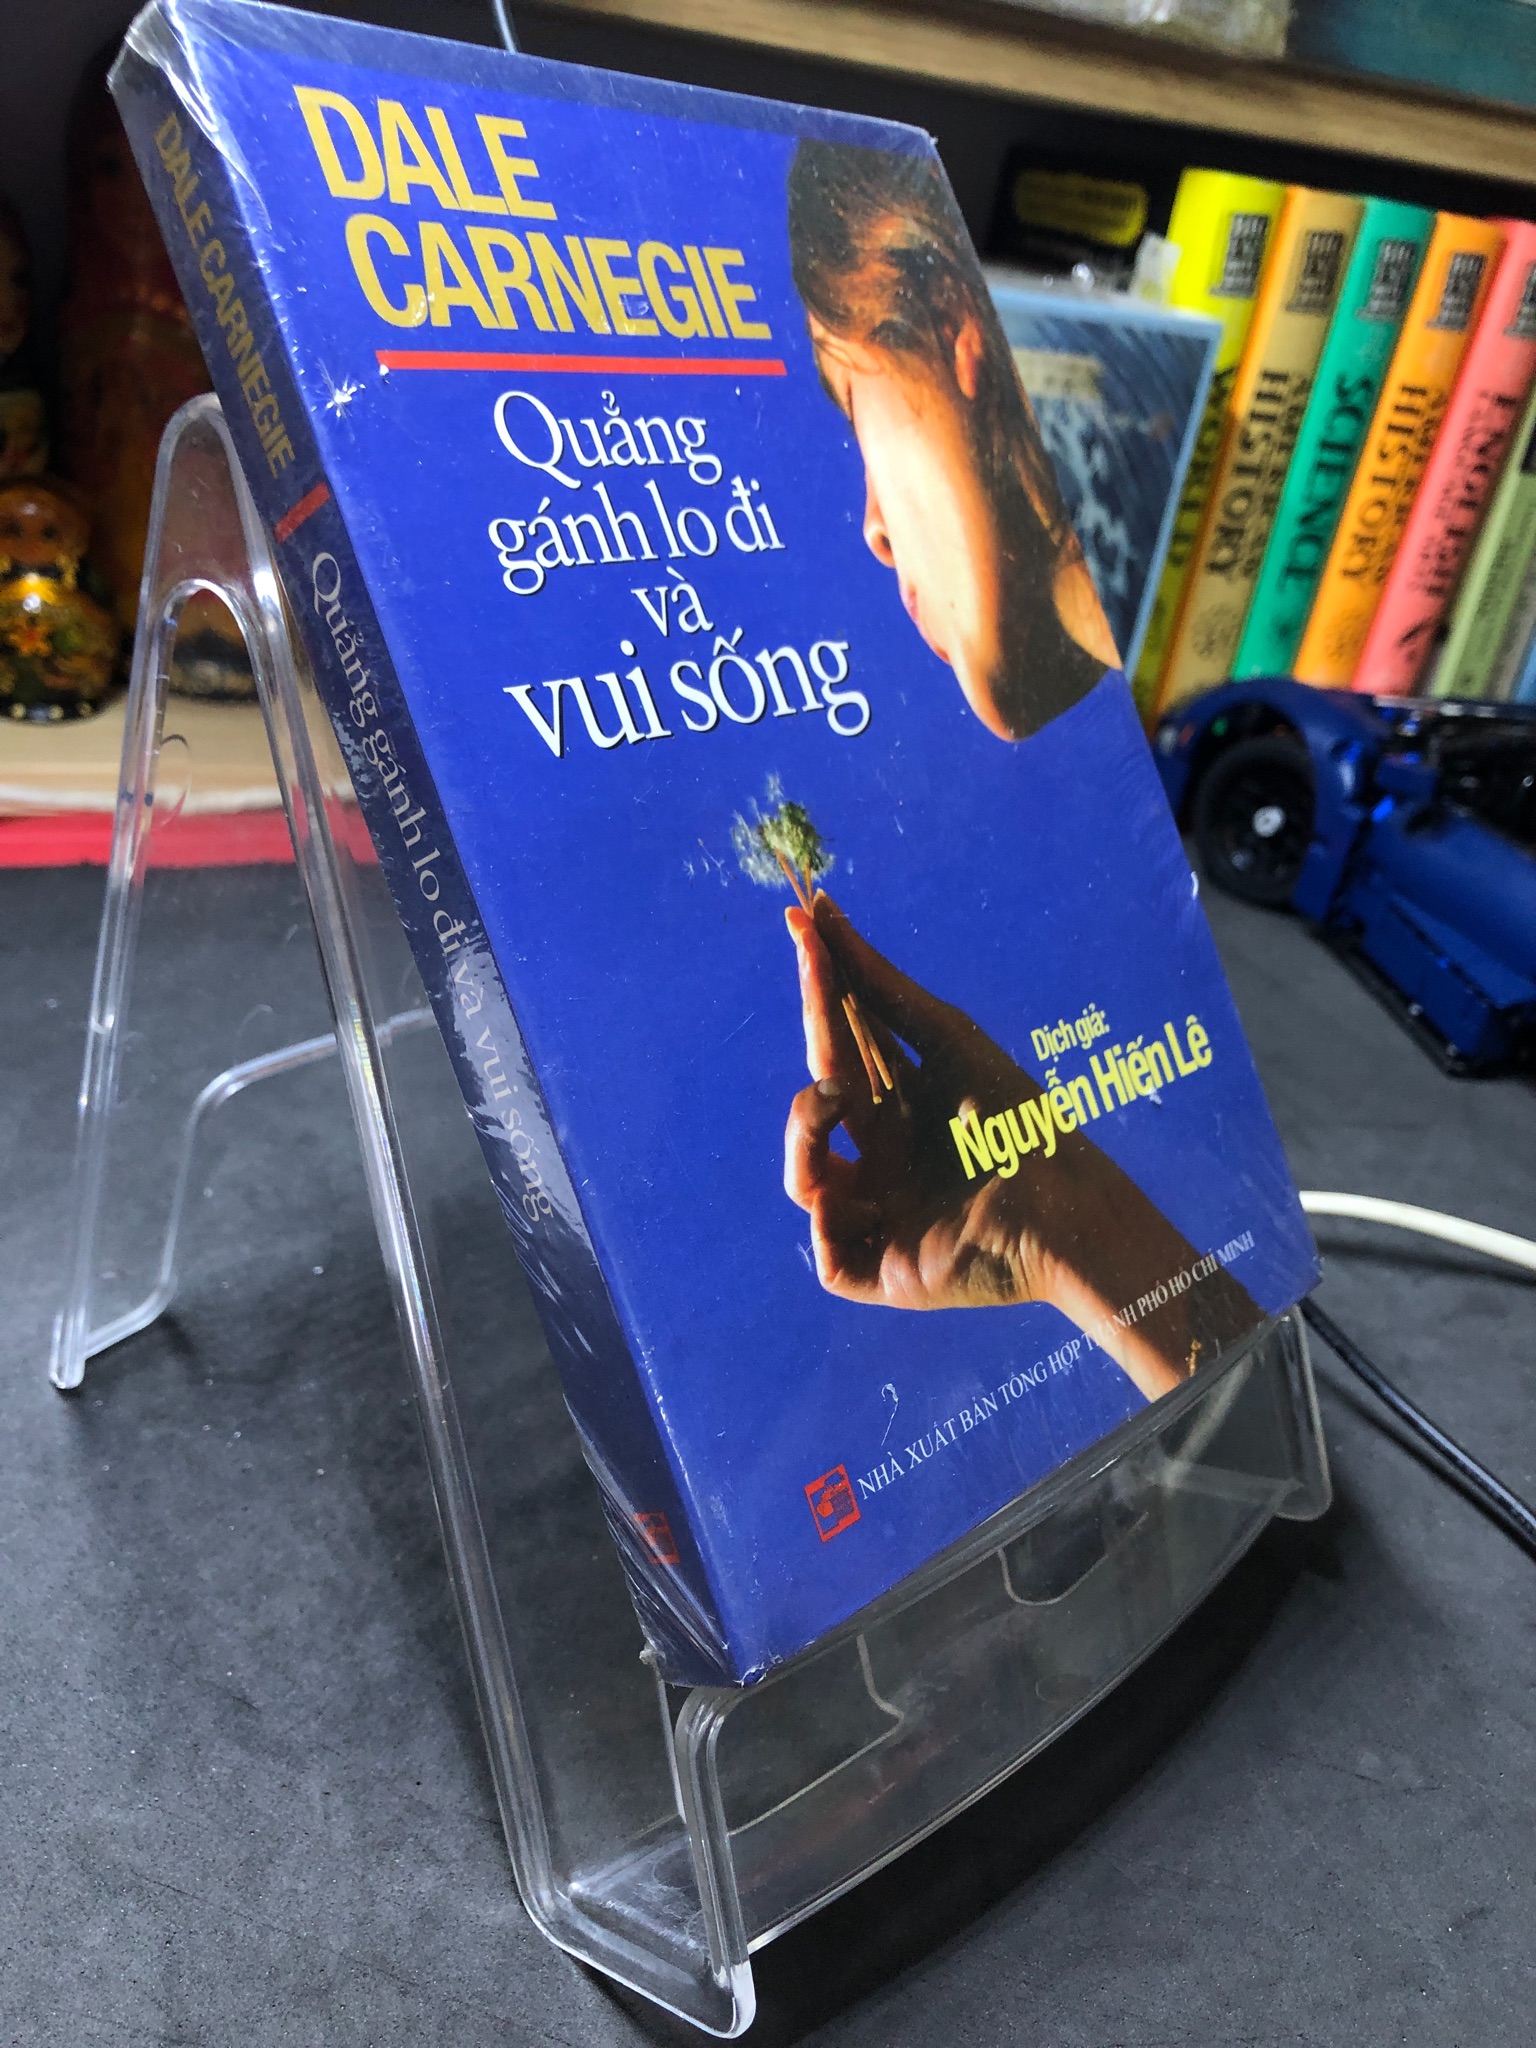 DALE
CARNEGIE
Quẳng
gánh lo đi
và
vui sống
Dịch giả:
Nguyễn Hiến Lê
NHÀ XUẤT BẢN TỔNG HỢP THÀNH PHỐ HỒ CHÍ MINH
DALE CARNEGIE
Quẳng gánh lo đi và vui sống
WORLD
HISTORY
SCIENCE
HISTORY